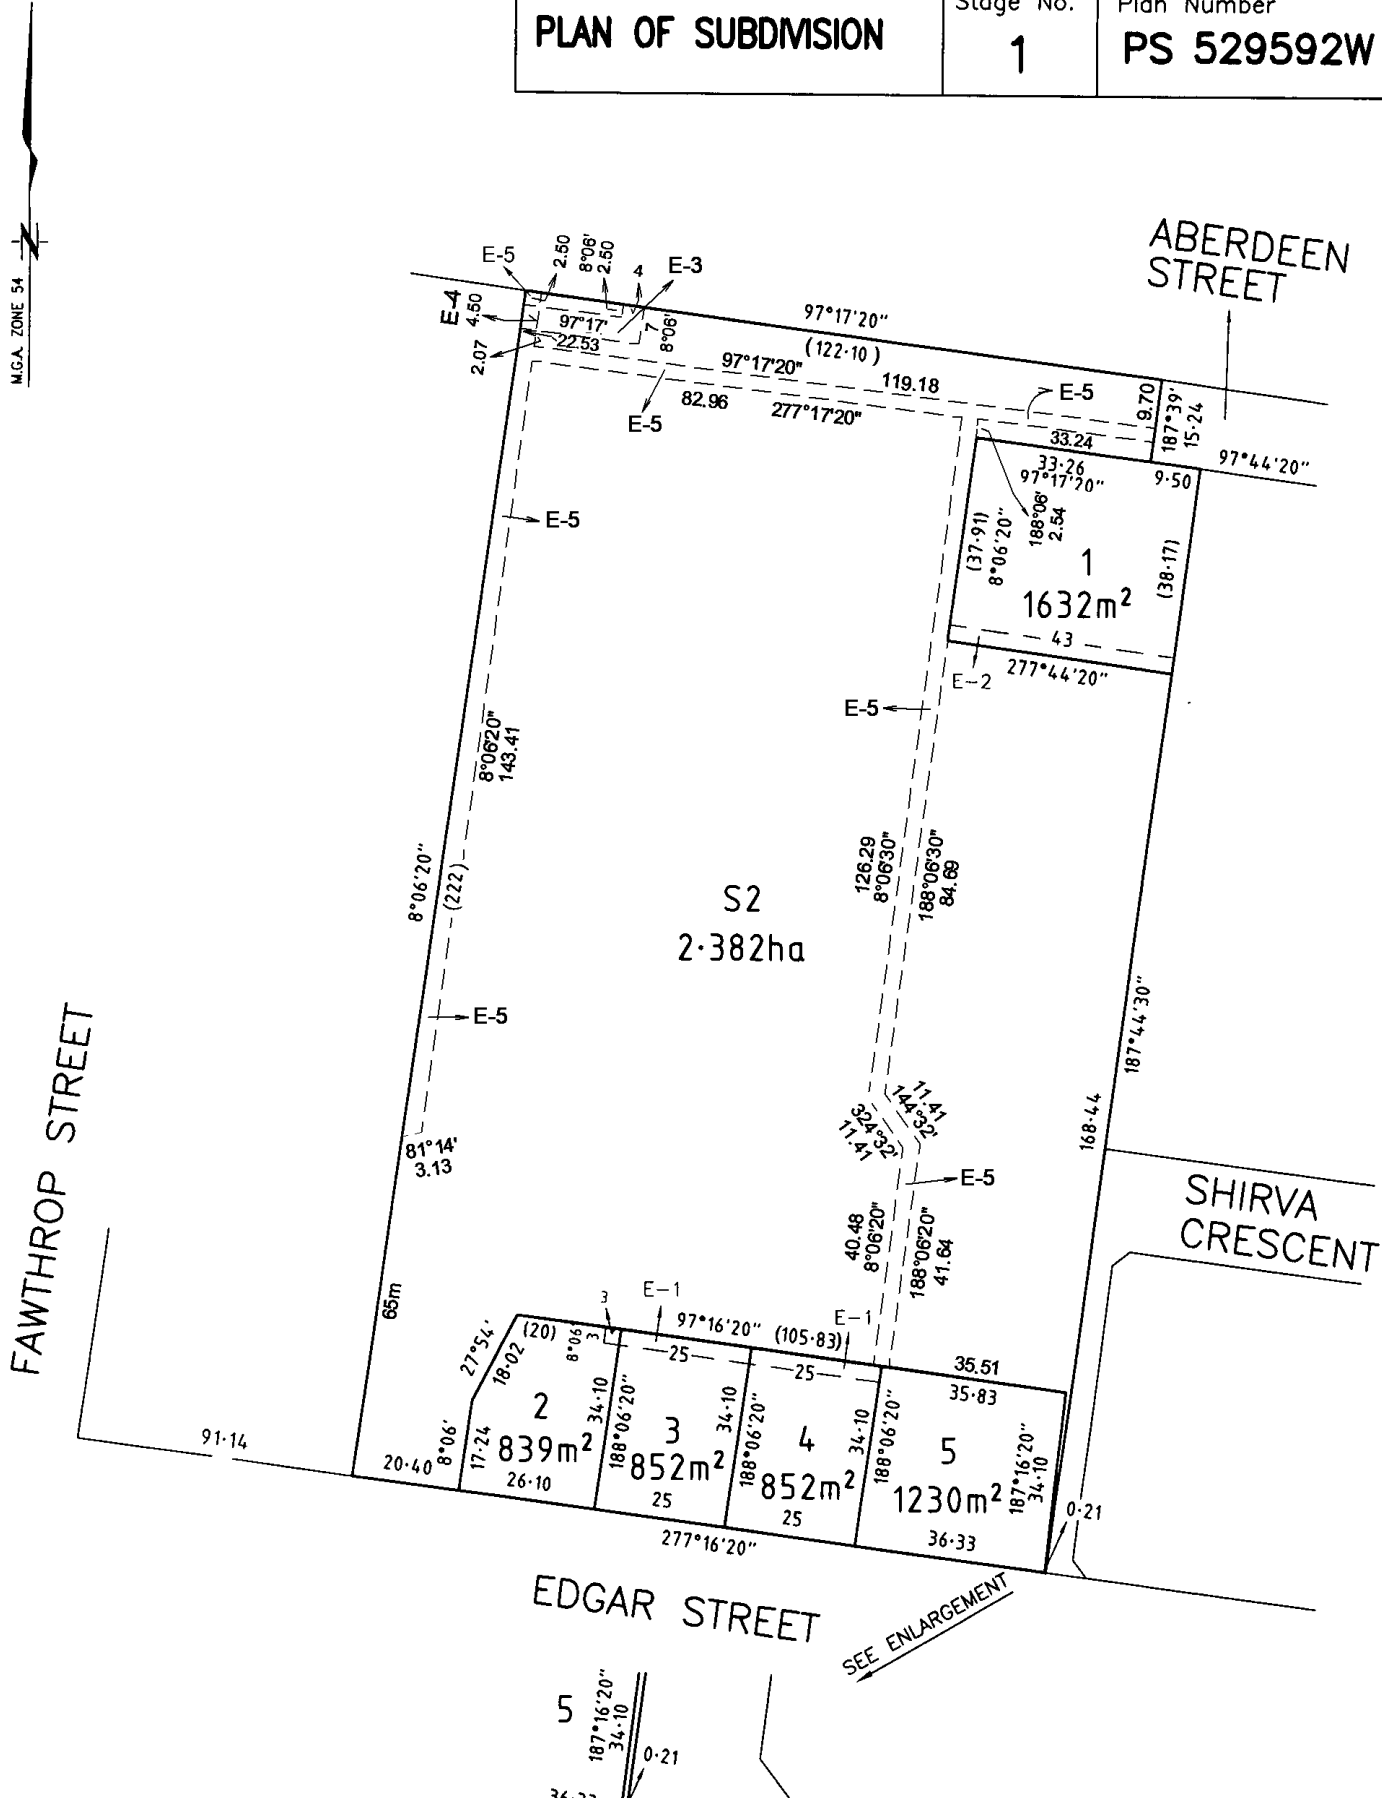 PLAN OF SUBDIVISION
Stage No.
1
Plan Number
PS 529592W
M.G.A. ZONE 54
N
ABERDEEN
STREET
E-5
2.50
8°06'
2.50
4
E-3
E-4
4.50
97°17'
22.53
7
8°06'
2.07
97°17'20"
(122·10)
97°17'20"
119.18
E-5
82.96
277°17'20"
E-5
9.70
187°39'
15·24
33.24
33·26
97°17'20"
9·50
97°44'20"
E-5
(37·91)
8°06'20"
188°06'
2.54
1
1632m²
(38·17)
43
E-2
277°44'20"
E-5
8°06'20"
143.41
8°06'20"
(222)
126.29
8°06'30"
188°06'30"
84.69
S2
2·382ha
187°44'30"
168·44
E-5
11.41
144°32'
324°32'
11.41
81°14'
3.13
E-5
SHIRVA
CRESCENT
FAWTHROP STREET
40.48
8°06'20"
188°06'20"
41.64
65m
E-1
3
97°16'20"
(105·83)
E-1
27°54'
18·02
(20)
8°06'
3
25
25
35.51
35·83
2
839m²
34·10
188°06'20"
3
852m²
34·10
188°06'20"
4
852m²
34·10
188°06'20"
5
1230m²
187°16'20"
34·10
91·14
20·40
8°06'
17·24
26·10
25
25
36·33
0·21
277°16'20"
EDGAR STREET
SEE ENLARGEMENT
5
187°16'20"
34·10
0·21
36·33